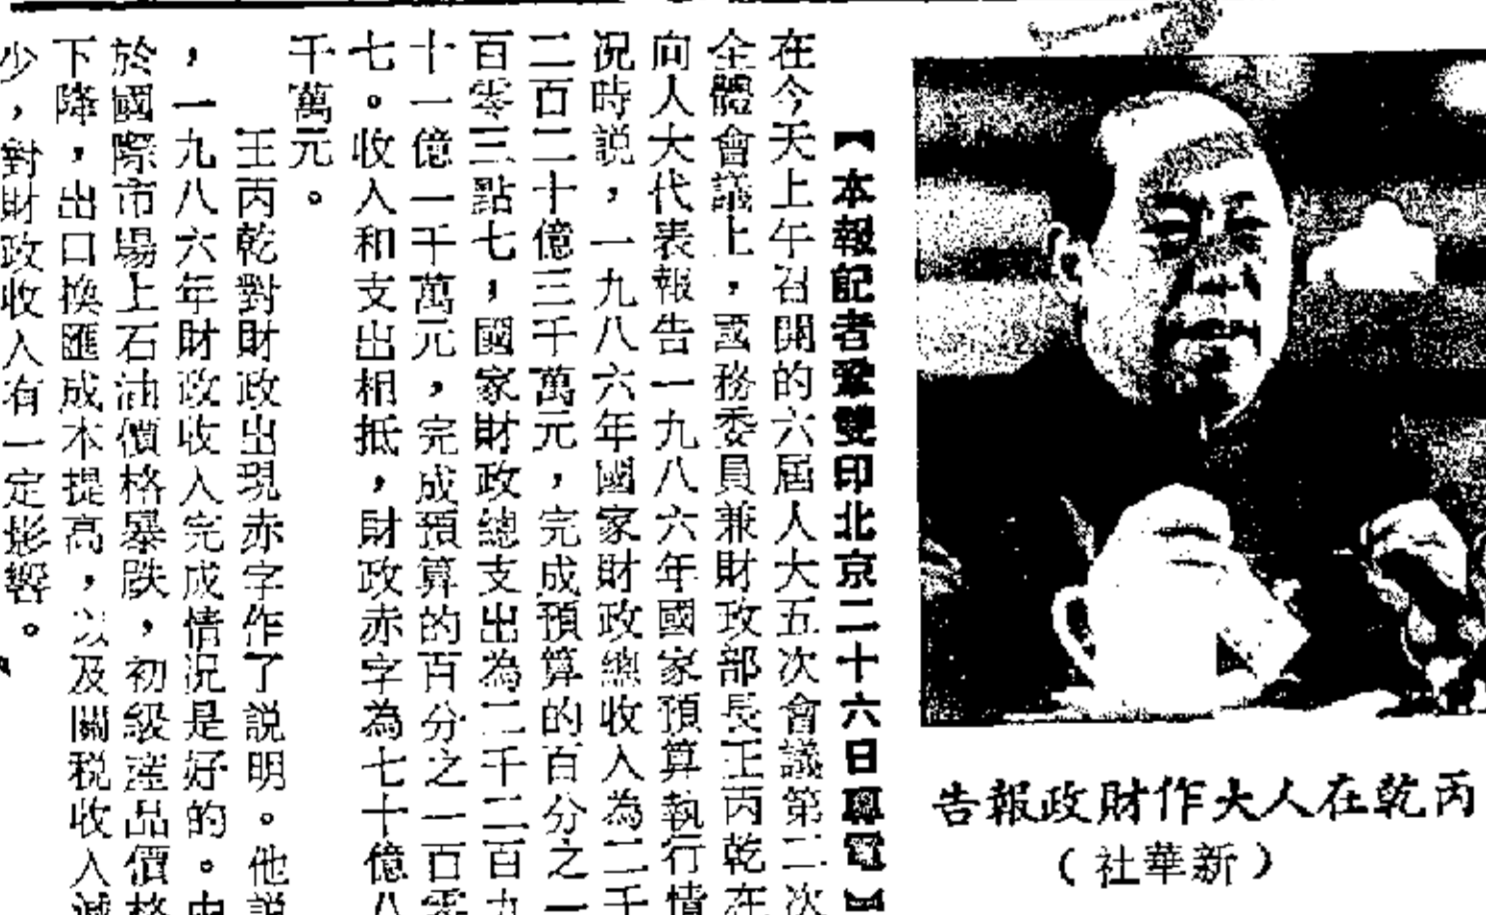 【本報記者雙印北京二十六日專電】
在今天上午召開的六屆人大五次會議第二次
全體會議上，國務委員兼財政部長王丙乾在
向人大代表報告一九八六年國家預算執行情
況時説，一九八六年國家財政總收入為二千
二百二十億三千萬元，完成預算的百分之一
百零三點七，國家財政總支出為二千二百九
十一億一千萬元，完成預算的百分之一百零
七。收入和支出相抵，財政赤字為七十億八
千萬元。
王丙乾對財政出現赤字作了説明。他説
，一九八六年財政收入完成情況是好的。由
於國際市場上石油價格暴跌，初級產品價格
下降，出口換匯成本提高，以及關税收入減
少，對財政收入有一定影響。
丙乾在人大作財政報告
（新華社）